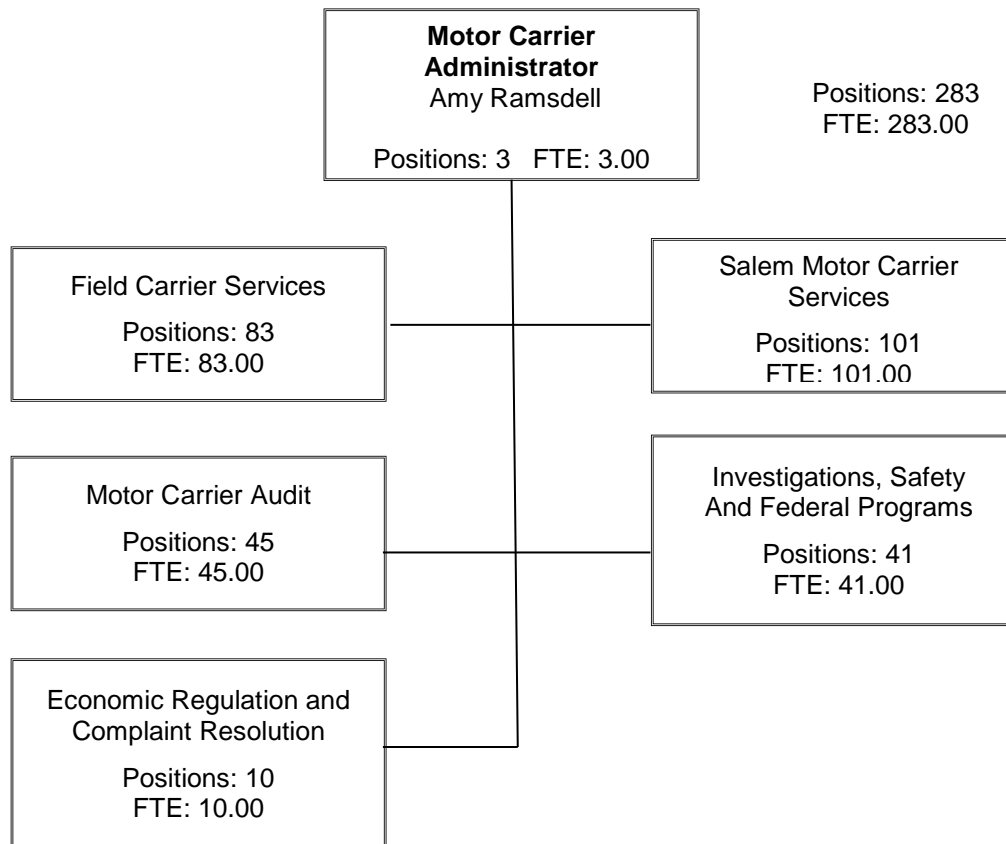 Motor Carrier
Administrator
Amy Ramsdell
Positions: 3 FTE: 3.00
Positions: 283
FTE: 283.00
Field Carrier Services
Positions: 83
FTE: 83.00
Salem Motor Carrier
Services
Positions: 101
FTE: 101.00
Motor Carrier Audit
Positions: 45
FTE: 45.00
Investigations, Safety
And Federal Programs
Positions: 41
FTE: 41.00
Economic Regulation and
Complaint Resolution
Positions: 10
FTE: 10.00